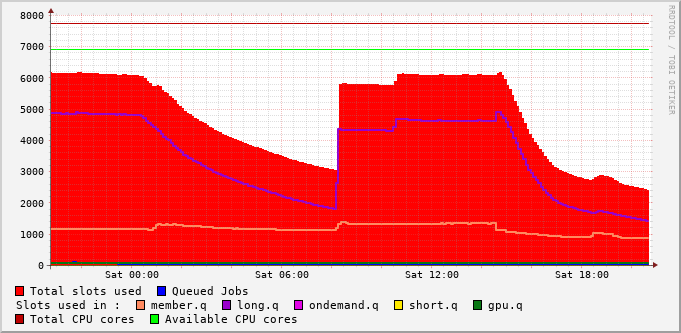 8000
7000
6000
5000
4000
3000
2000
1000
0
Sat 00:00 Sat 06:00 Sat 12:00 Sat 18:00
Total slots used Queued Jobs
Slots used in : member.q long.q ondemand.q short.q gpu.q
Total CPU cores Available CPU cores
RRDTOOL / TOBI OETIKER